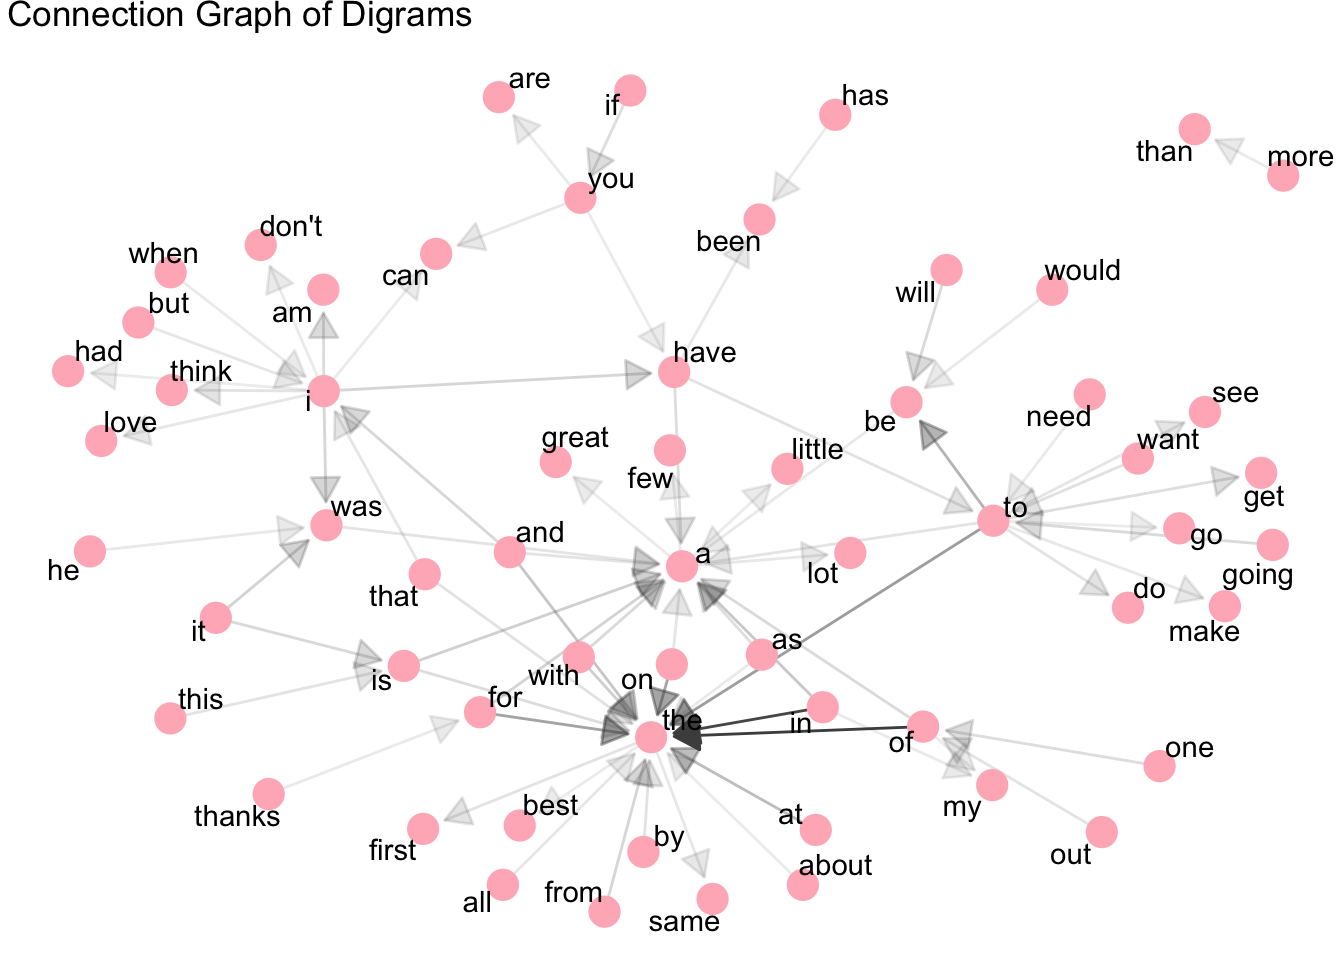 Connection Graph of Digrams
are
if
has
than
more
you
don't
when
can
been
will
would
but
am
had
think
have
i
love
be
need
see
great
few
little
want
get
was
and
a
to
he
that
lot
go
going
do
make
it
is
with
on
as
this
for
the
in
of
one
thanks
best
my
first
by
at
out
all
from
same
about